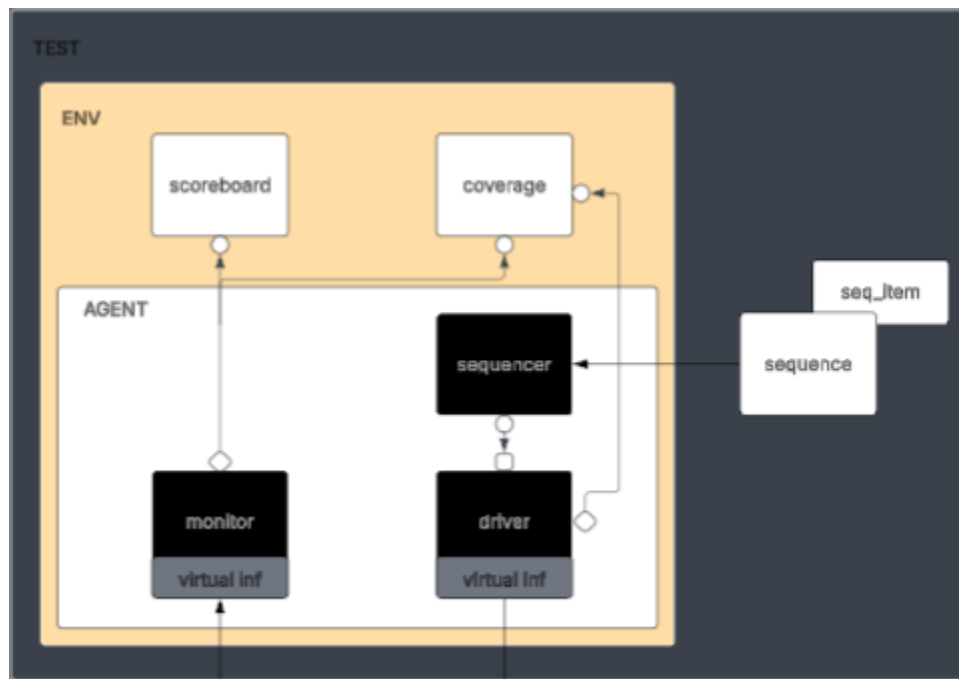 TEST
ENV
scoreboard
coverage
seq_item
AGENT
sequencer
sequence
monitor
driver
virtual inf
virtual inf